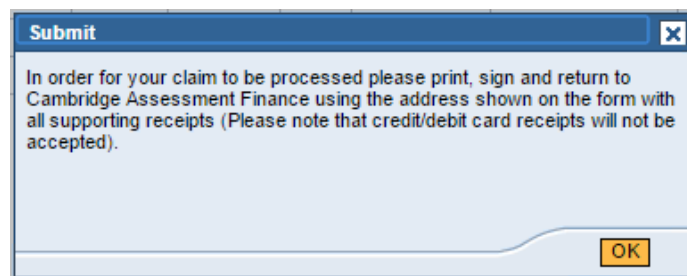 Submit
In order for your claim to be processed please print, sign and return to
Cambridge Assessment Finance using the address shown on the form with
all supporting receipts (Please note that credit/debit card receipts will not be
accepted).
OK